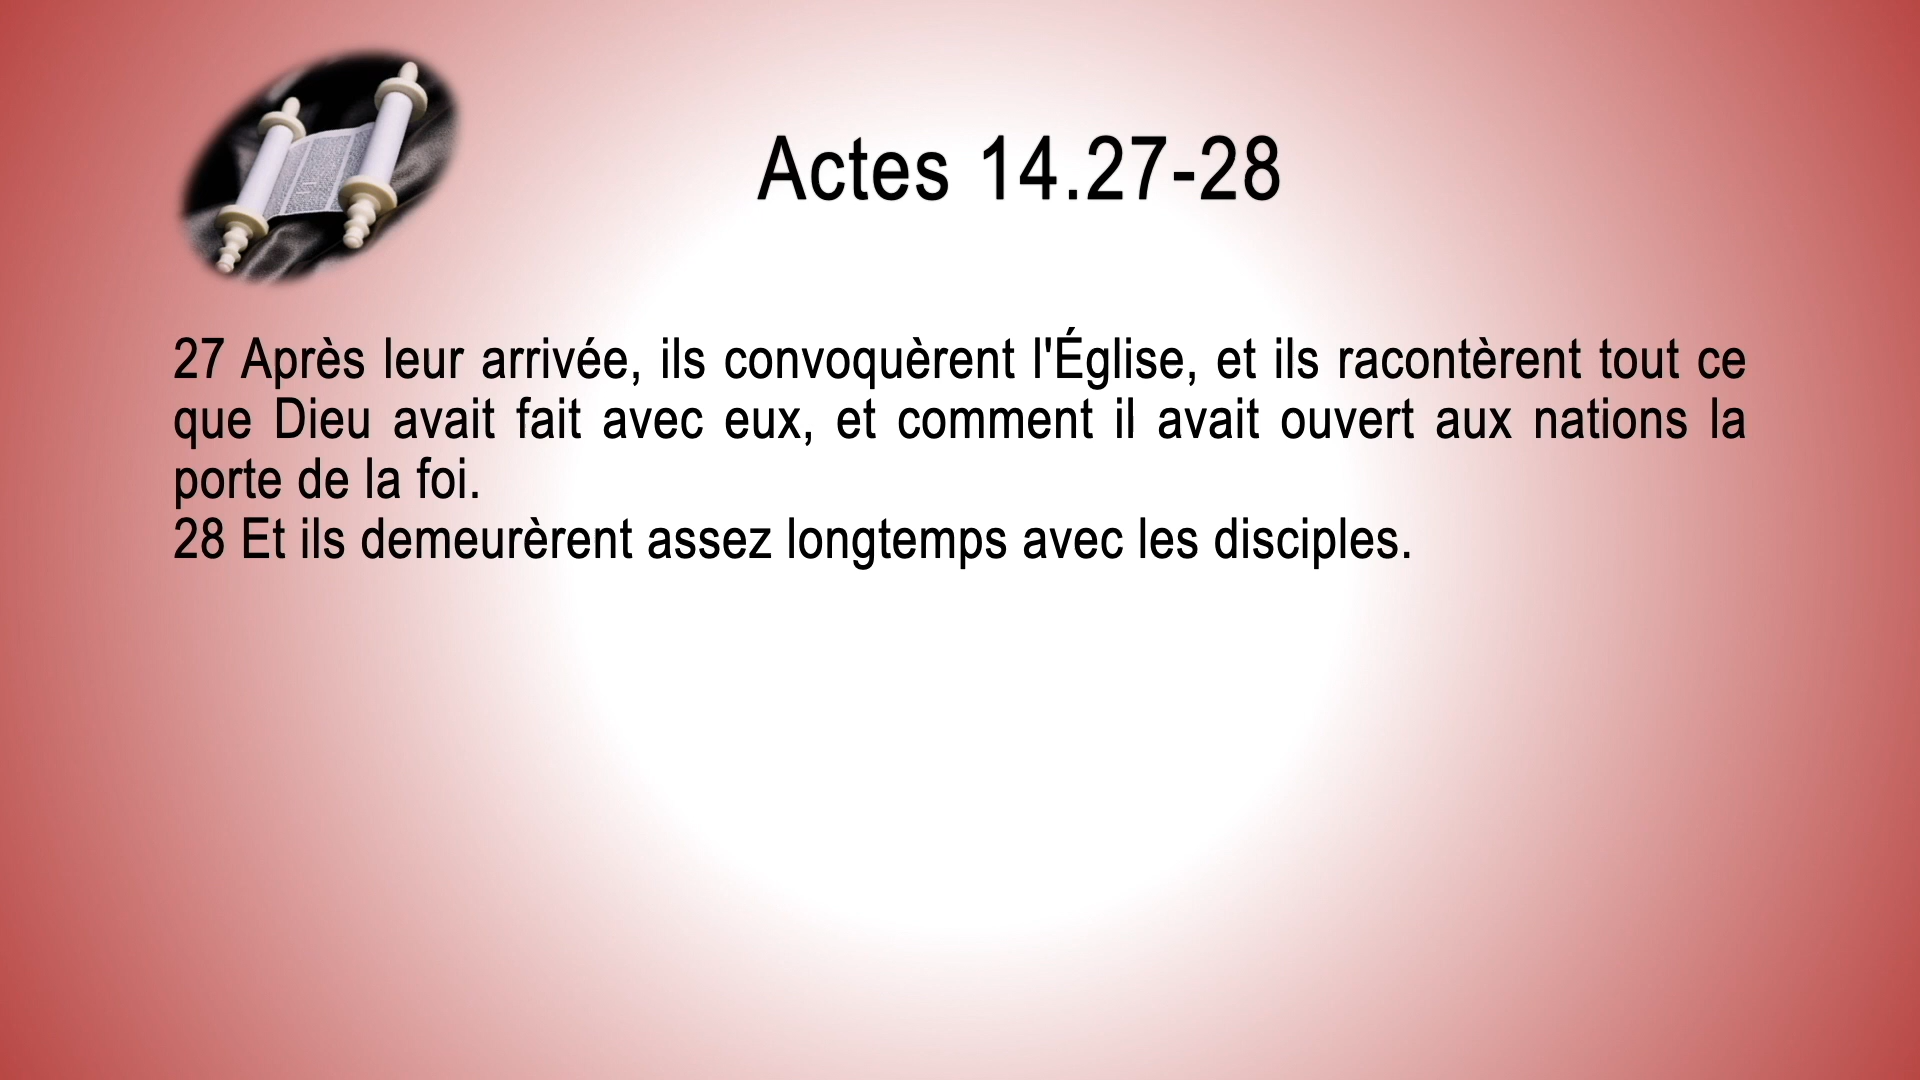 Actes 14.27-28
27 Après leur arrivée, ils convoquèrent l'Église, et ils racontèrent tout ce
que Dieu avait fait avec eux, et comment il avait ouvert aux nations la
porte de la foi.
28 Et ils demeurèrent assez longtemps avec les disciples.